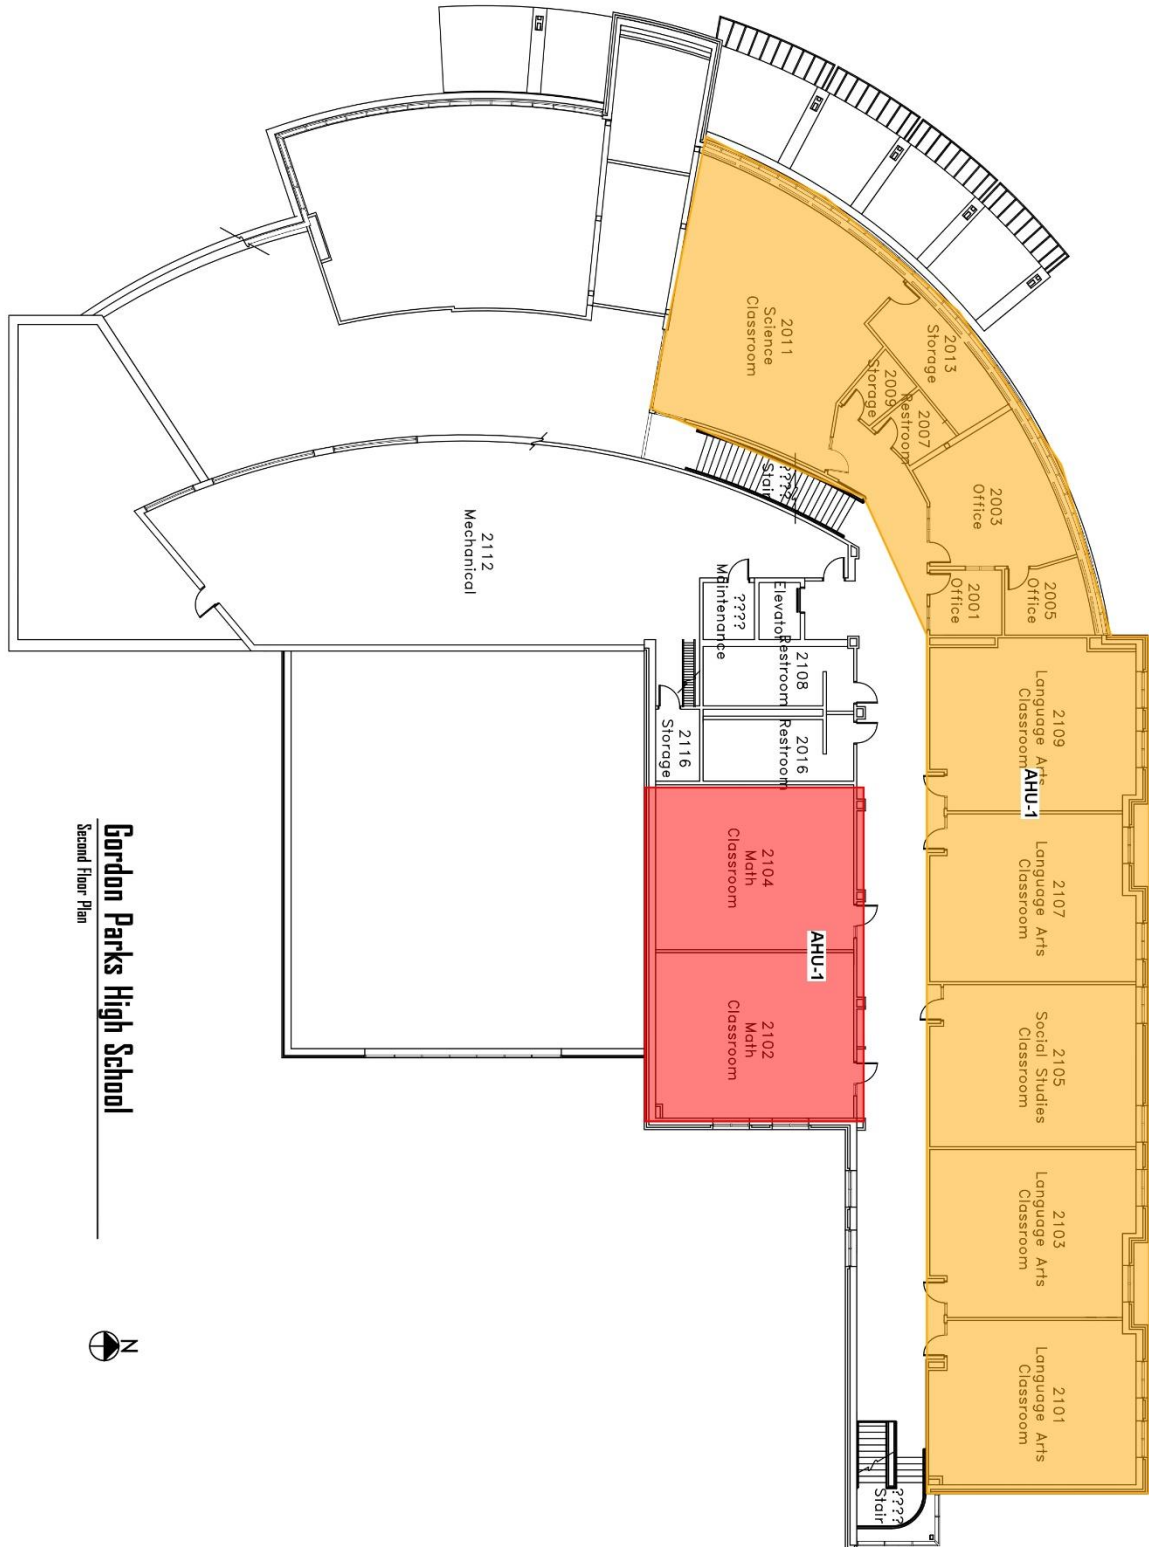 2011
Science
Classroom
2013
Storage
2009
Storage
2007
Restroom
2003
Office
2005
Office
2001
Office
????
Stair
2112
Mechanical
????
Maintenance
Elevator
2108
Restroom
2016
Restroom
2116
Storage
2109
Language Arts
Classroom
AHU-1
2107
Language Arts
Classroom
2105
Social Studies
Classroom
2103
Language Arts
Classroom
2101
Language Arts
Classroom
2104
Math
Classroom
AHU-1
2102
Math
Classroom
????
Stair
Gordon Parks High School
Second Floor Plan
N